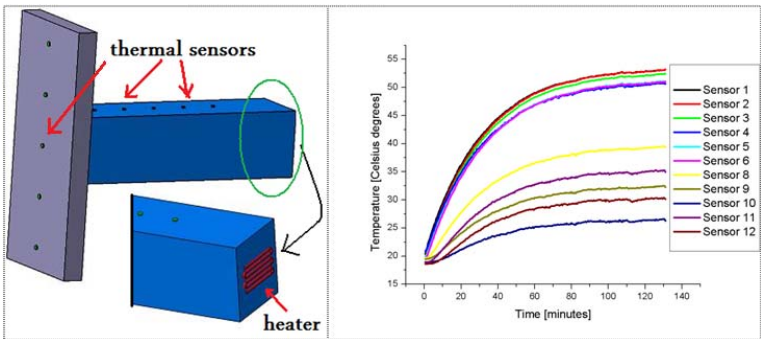 thermal sensors
heater
Temperature [Celsius degrees]
55
50
45
40
35
30
25
20
15
0
20
40
60
80
100
120
140
Time [minutes]
Sensor 1
Sensor 2
Sensor 3
Sensor 4
Sensor 5
Sensor 6
Sensor 8
Sensor 9
Sensor 10
Sensor 11
Sensor 12